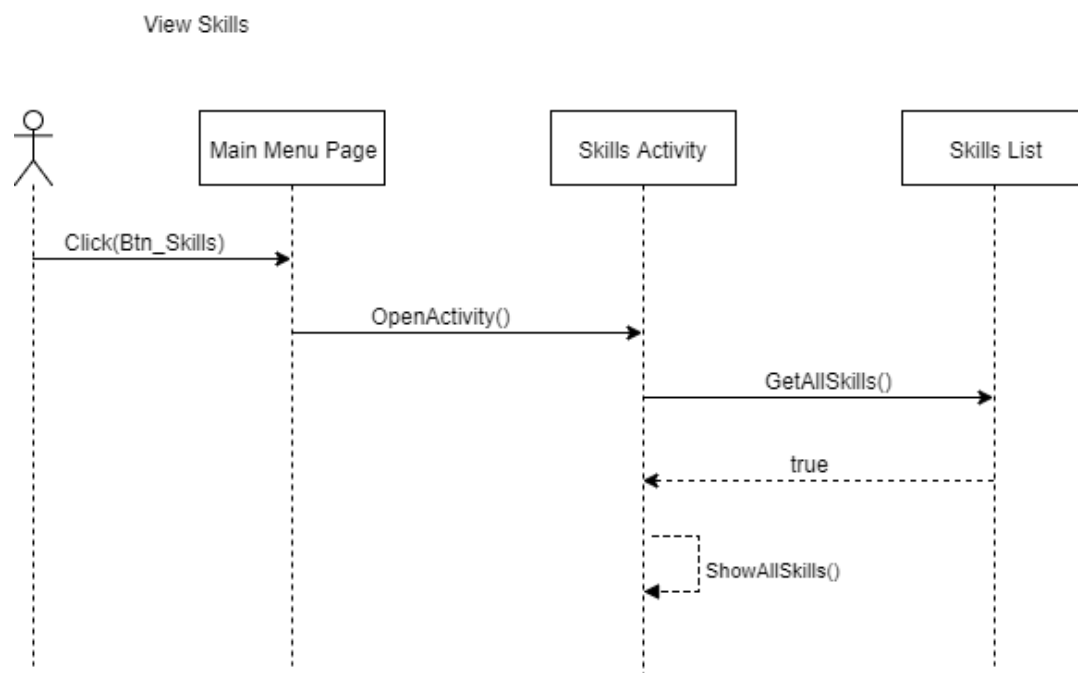 View Skills
Main Menu Page
Skills Activity
Skills List
Click(Btn_Skills)
OpenActivity()
GetAllSkills()
true
ShowAllSkills()